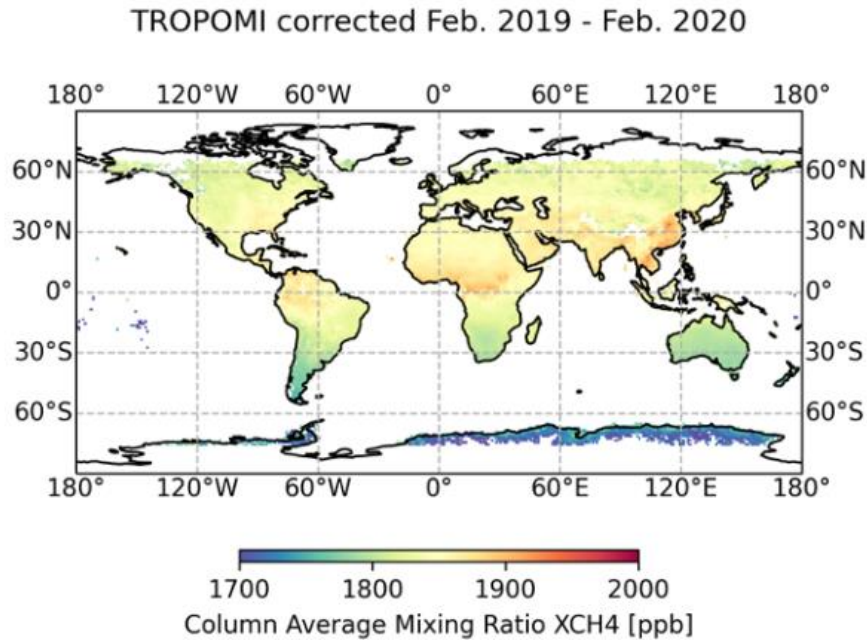 TROPOMI corrected Feb. 2019 - Feb. 2020
180° 120°W 60°W 0° 60°E 120°E 180°
60°N 60°N
30°N 30°N
0° 0°
30°S 30°S
60°S 60°S
180° 120°W 60°W 0° 60°E 120°E 180°
1700 1800 1900 2000
Column Average Mixing Ratio XCH4 [ppb]